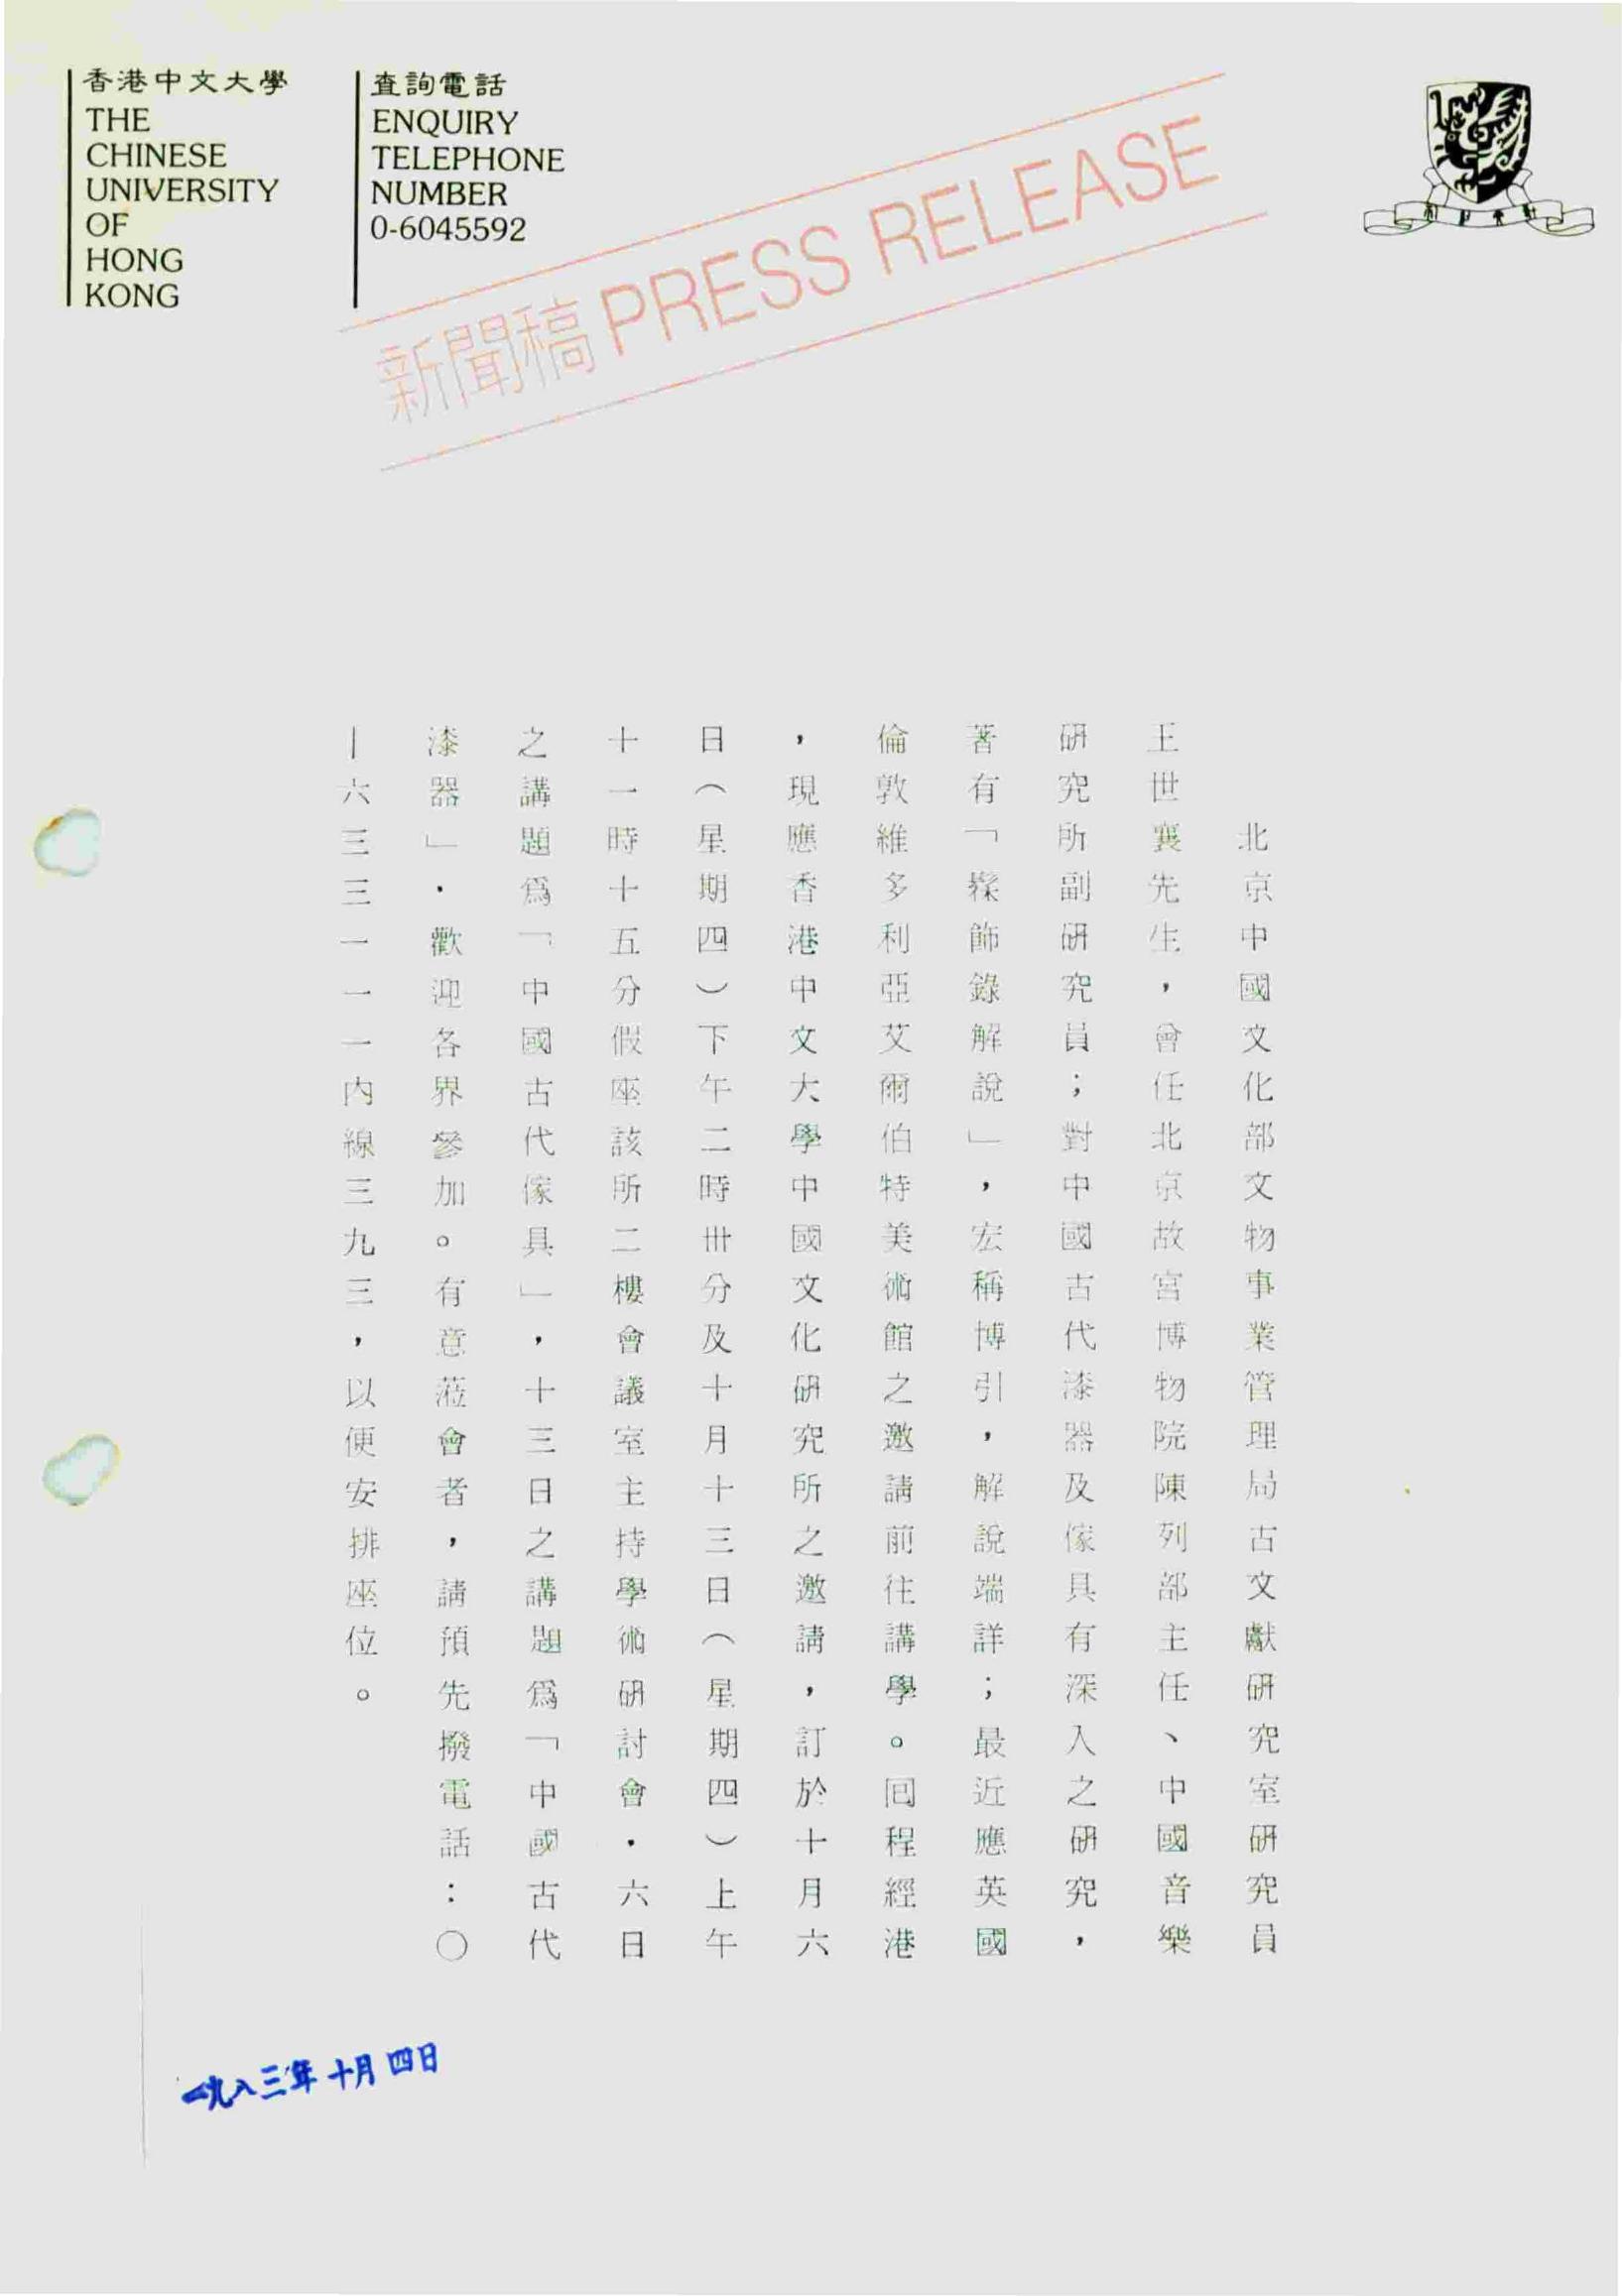 香港中文大學
THE
CHINESE
UNIVERSITY
OF
HONG
KONG
查詢電話
ENQUIRY
TELEPHONE
NUMBER
0-6045592
新聞稿 PRESS RELEASE
北京中國文化部文物事業管理局古文獻研究室研究員
王世襄先生，曾任北京故宮博物院陳列部主任、中國音樂
研究所副研究員；對中國古代漆器及傢具有深入之研究，
著有「髹飾錄解說」，宏稱博引，解說端詳；最近應英國
倫敦維多利亞艾爾伯特美術館之邀請前往講學。回程經港
，現應香港中文大學中國文化研究所之邀請，訂於十月六
日（星期四）下午二時卅分及十月十三日（星期四）上午
十一時十五分假座該所二樓會議室主持學術研討會．六日
之講題爲「中國古代傢具」，十三日之講題爲「中國古代
漆器」．歡迎各界參加。有意蒞會者，請預先撥電話：〇
—六三三一一一內線三九三，以便安排座位。
一九八三年十月四日